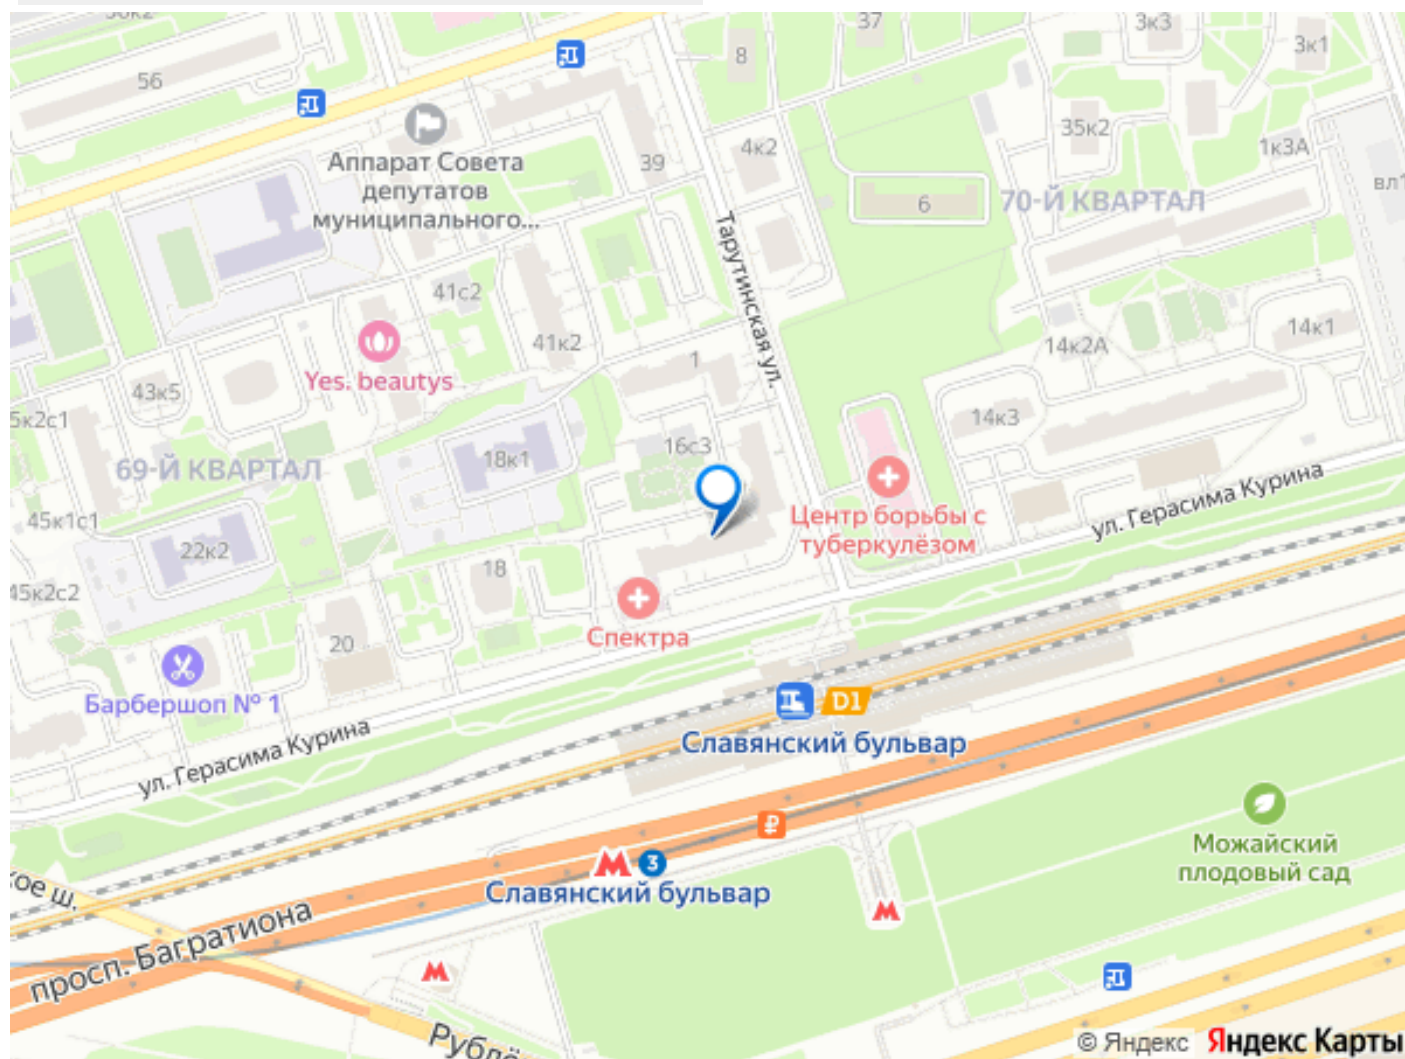 56
8
37
3к3
3к1
35к2
1к3А
Аппарат Совета
депутатов
муниципального...
39
4к2
6
70-Й КВАРТАЛ
Тарутинская ул.
41с2
41к2
1
14к1
14к2А
Yes. beautys
43к5
14к3
69-Й КВАРТАЛ
18к1
16с3
ул. Герасима Курина
45к1с1
22к2
18
Центр борьбы с
туберкулёзом
20
Спектра
Барбершоп № 1
D1
Славянский бульвар
ул. Герасима Курина
3
Славянский бульвар
Можайский
плодовый сад
просп. Багратиона
© Яндекс Яндекс Карты